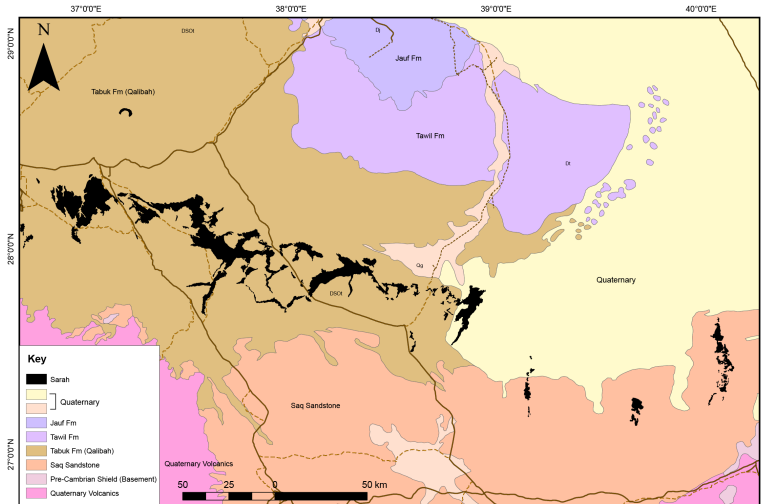 37°0'0"E
38°0'0"E
39°0'0"E
40°0'0"E
29°0'0"N
28°0'0"N
27°0'0"N
N
DSOt
Dj
Jauf Fm
Tabuk Fm (Qalibah)
Tawil Fm
Dt
Qg
DSOt
Quaternary
Saq Sandstone
Quaternary Volcanics
Key
Sarah
Quaternary
Jauf Fm
Tawil Fm
Tabuk Fm (Qalibah)
Saq Sandstone
Pre-Cambrian Shield (Basement)
Quaternary Volcanics
50 25 0 50 km